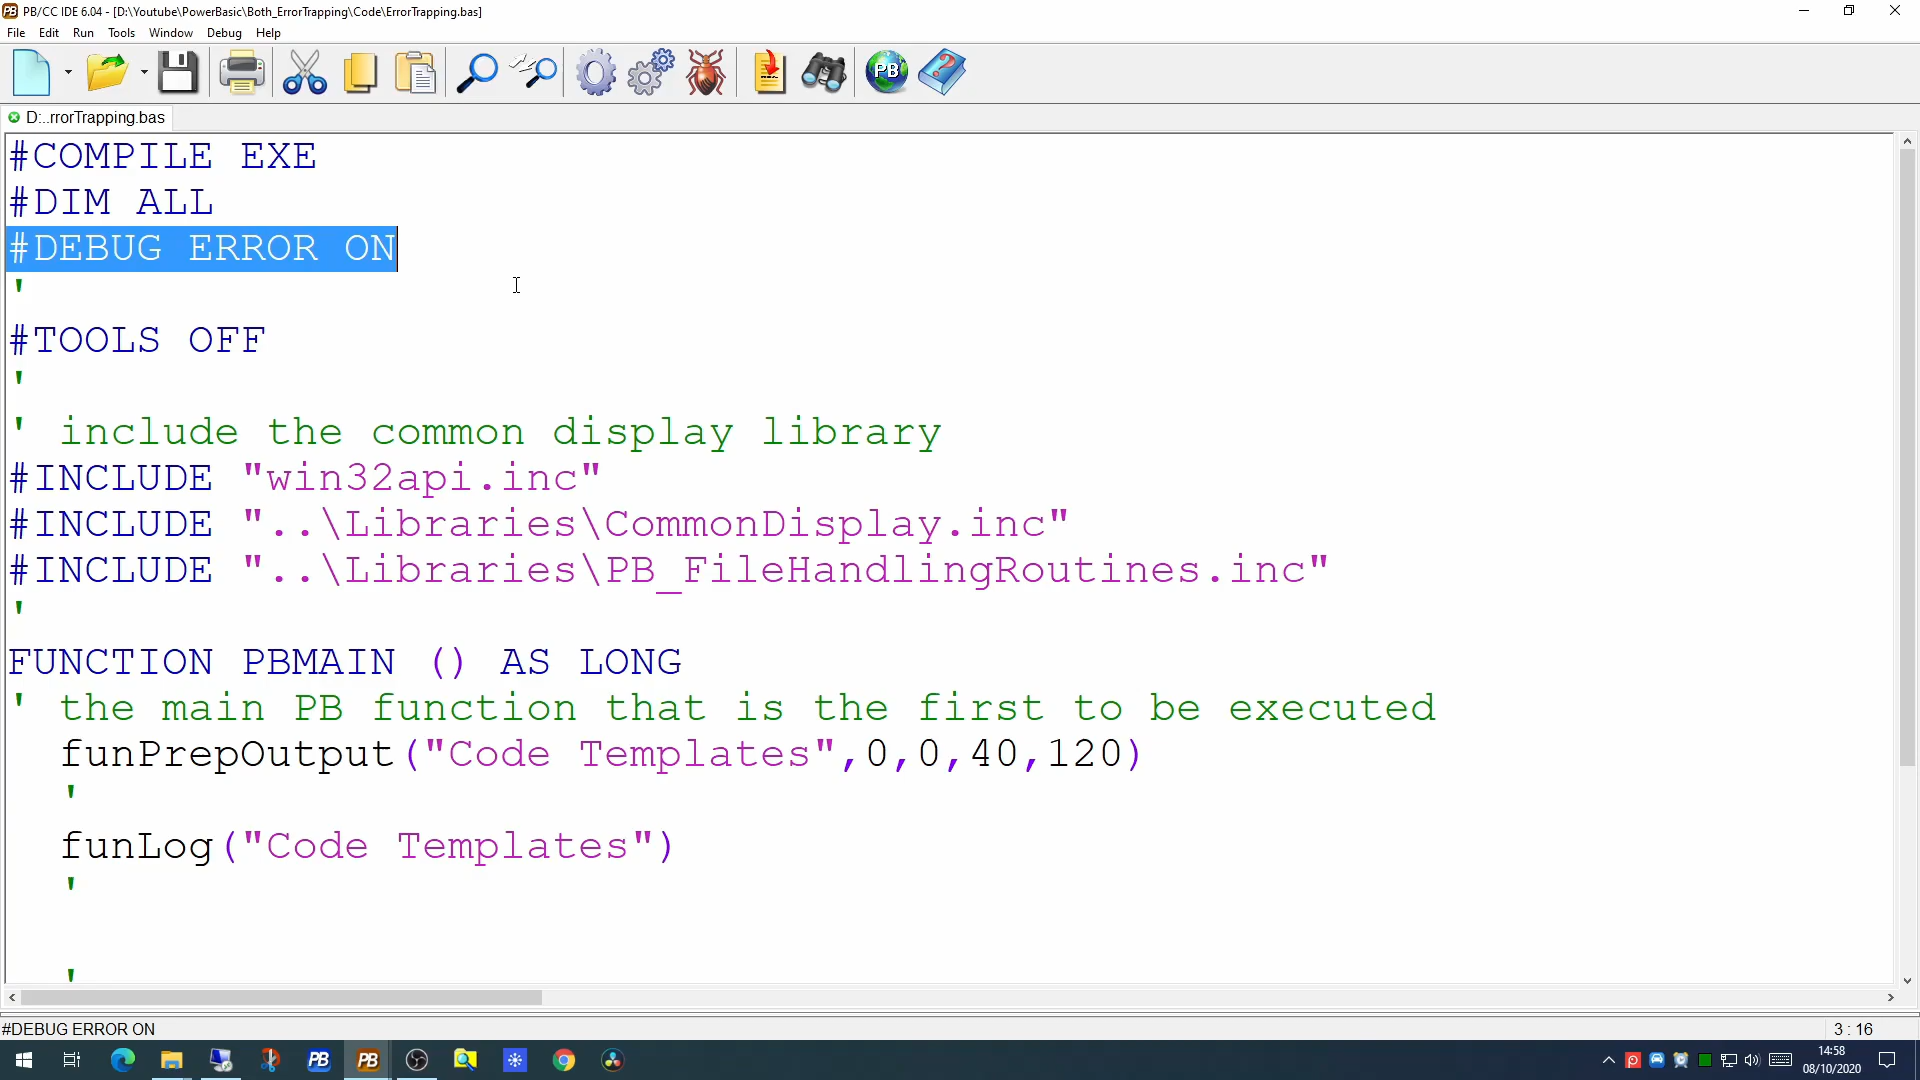 PB/CC IDE 6.04 - [D:\Youtube\PowerBasic\Both_ErrorTrapping\Code\ErrorTrapping.bas]
File Edit Run Tools Window Debug Help
PB
D:..rrorTrapping.bas
#COMPILE EXE
#DIM ALL
#DEBUG ERROR ON
'
#TOOLS OFF
'
' include the common display library
#INCLUDE "win32api.inc"
#INCLUDE "..\Libraries\CommonDisplay.inc"
#INCLUDE "..\Libraries\PB_FileHandlingRoutines.inc"
'
FUNCTION PBMAIN () AS LONG
' the main PB function that is the first to be executed
funPrepOutput("Code Templates",0,0,40,120)
'
funLog("Code Templates")
'
'
#DEBUG ERROR ON 3 : 16
PB PB 14:58
08/10/2020